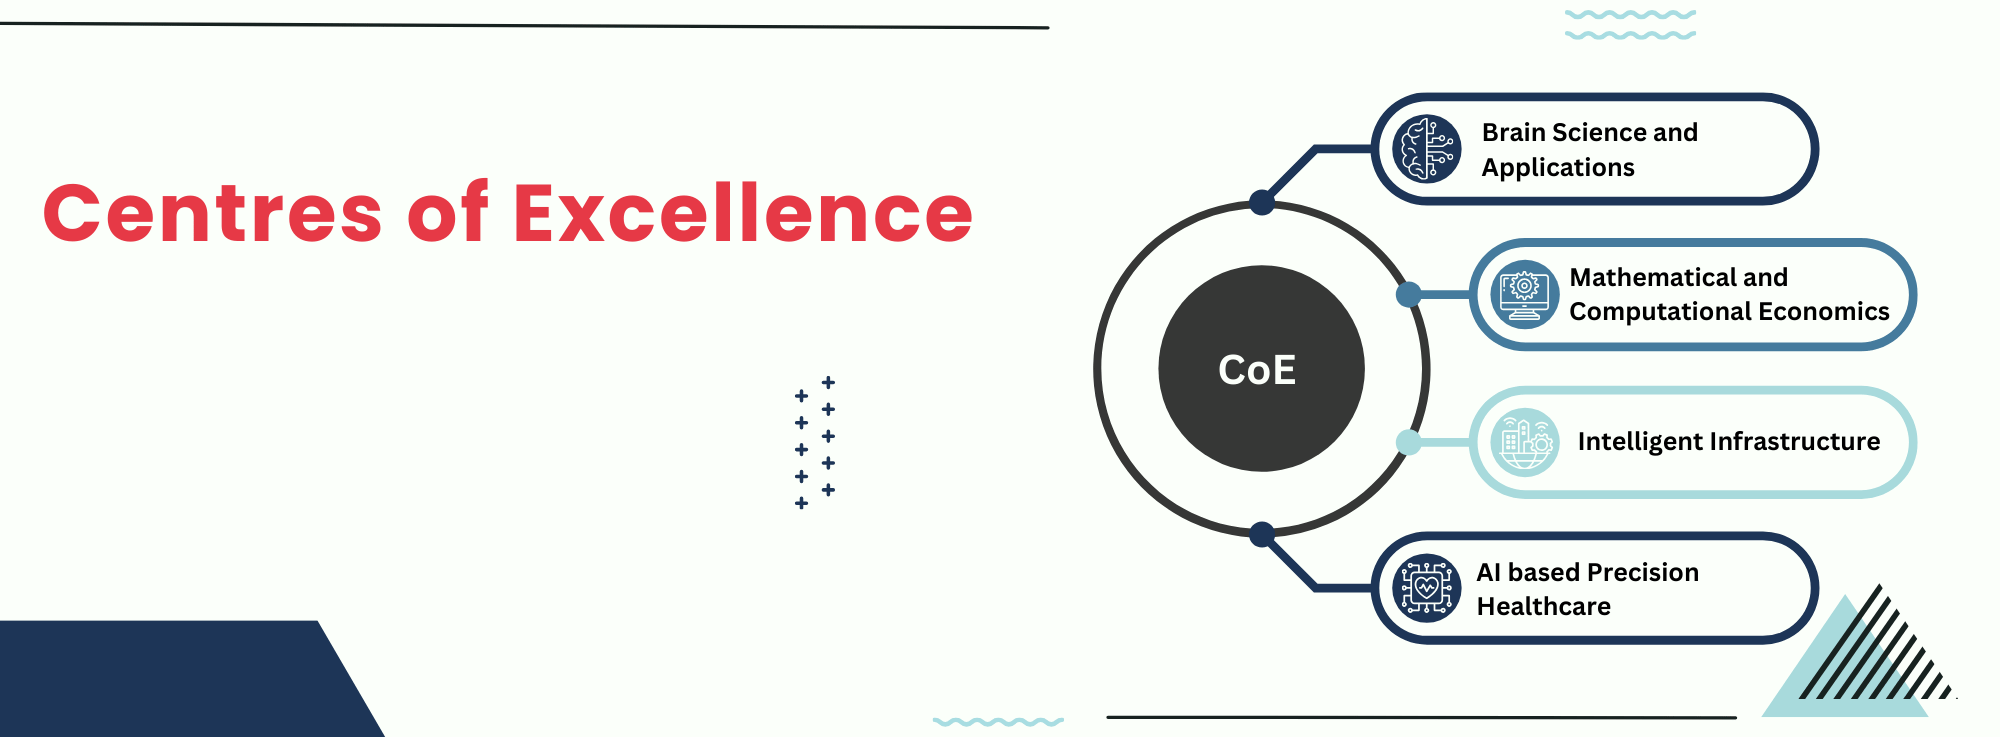 Centres of Excellence
CoE
Brain Science and
Applications
Mathematical and
Computational Economics
Intelligent Infrastructure
AI based Precision
Healthcare